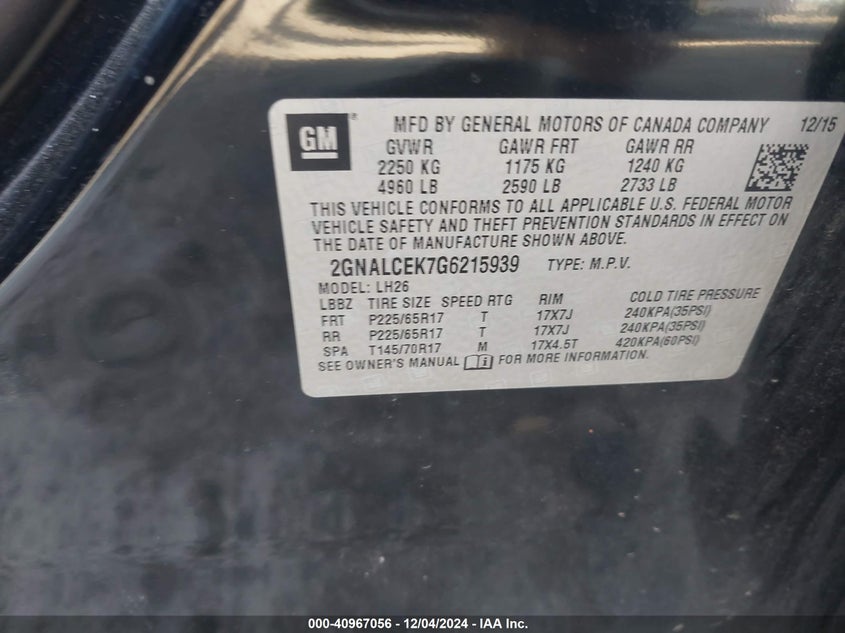 GM ® MFD BY GENERAL MOTORS OF CANADA COMPANY 12/15
GVWR GAWR FRT GAWR RR
2250 KG 1175 KG 1240 KG
4960 LB 2590 LB 2733 LB
THIS VEHICLE CONFORMS TO ALL APPLICABLE U.S. FEDERAL MOTOR
VEHICLE SAFETY AND THEFT PREVENTION STANDARDS IN EFFECT ON
THE DATE OF MANUFACTURE SHOWN ABOVE.
2GNALCEK7G6215939 TYPE: M.P.V.
MODEL: LH26
LBBZ TIRE SIZE SPEED RTG RIM COLD TIRE PRESSURE
FRT P225/65R17 T 17X7J 240KPA(35PSI)
RR P225/65R17 T 17X7J 240KPA(35PSI)
SPA T145/70R17 M 17X4.5T 420KPA(60PSI)
SEE OWNER'S MANUAL FOR MORE INFORMATION.
000-40967056 - 12/04/2024 - IAA Inc.